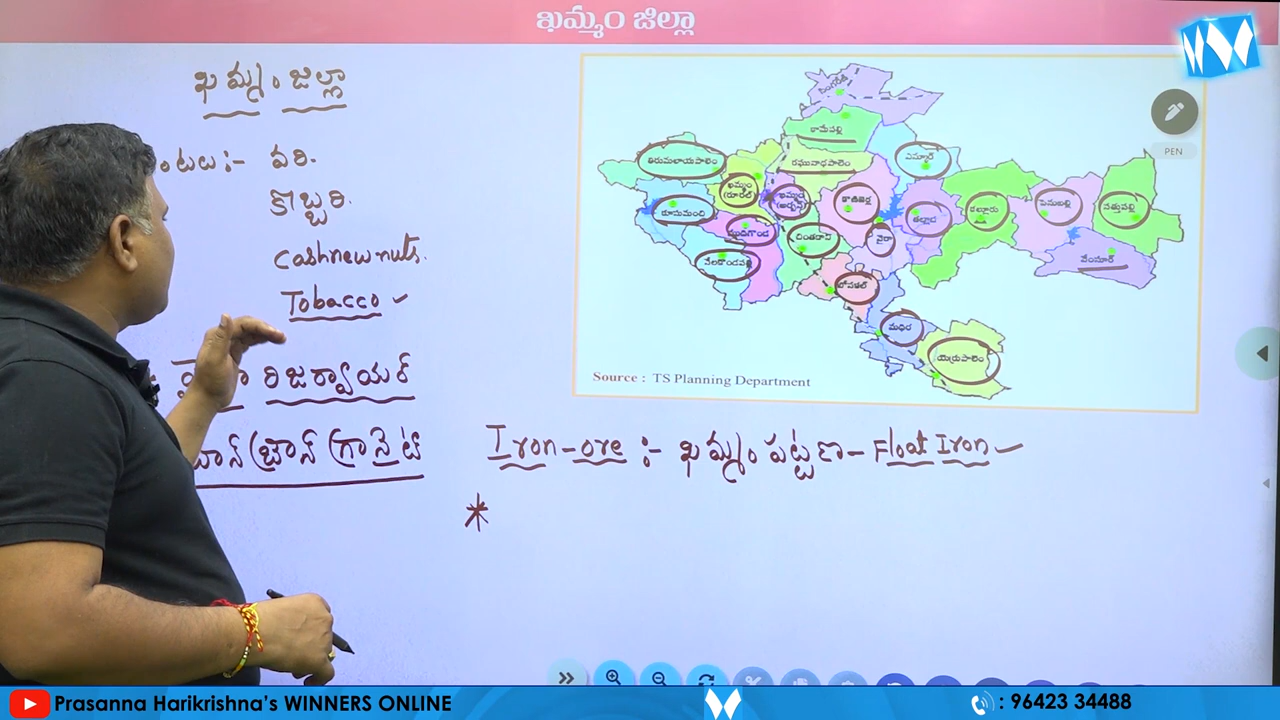 ఖమ్మం జిల్లా
ఖమ్మం జిల్లా
ంటలు :- వరి.
కొబ్బరి.
cashnew nuts.
Tobacco
రిజర్వాయర్
బ్రౌన్ గ్రానైట్
Iron-ore :- ఖమ్మం పట్టణ - Float Iron
*
సింగరేణి
కామేపల్లి
తిరుమలాయపాలెం
రఘునాథపాలెం
ఏన్కూర్
ఖమ్మం
(రూరల్)
ఖమ్మం
(అర్బన్)
కొణిజర్ల
కూసుమంచి
తల్లాడ
కల్లూరు
పెనుబల్లి
సత్తుపల్లి
ముదిగొండ
చింతకాని
వైరా
నేలకొండపల్లి
వేంసూర్
బోనకల్
మధిర
యెర్రుపాలెం
Source : TS Planning Department
PEN
Prasanna Harikrishna's WINNERS ONLINE
: 96423 34488